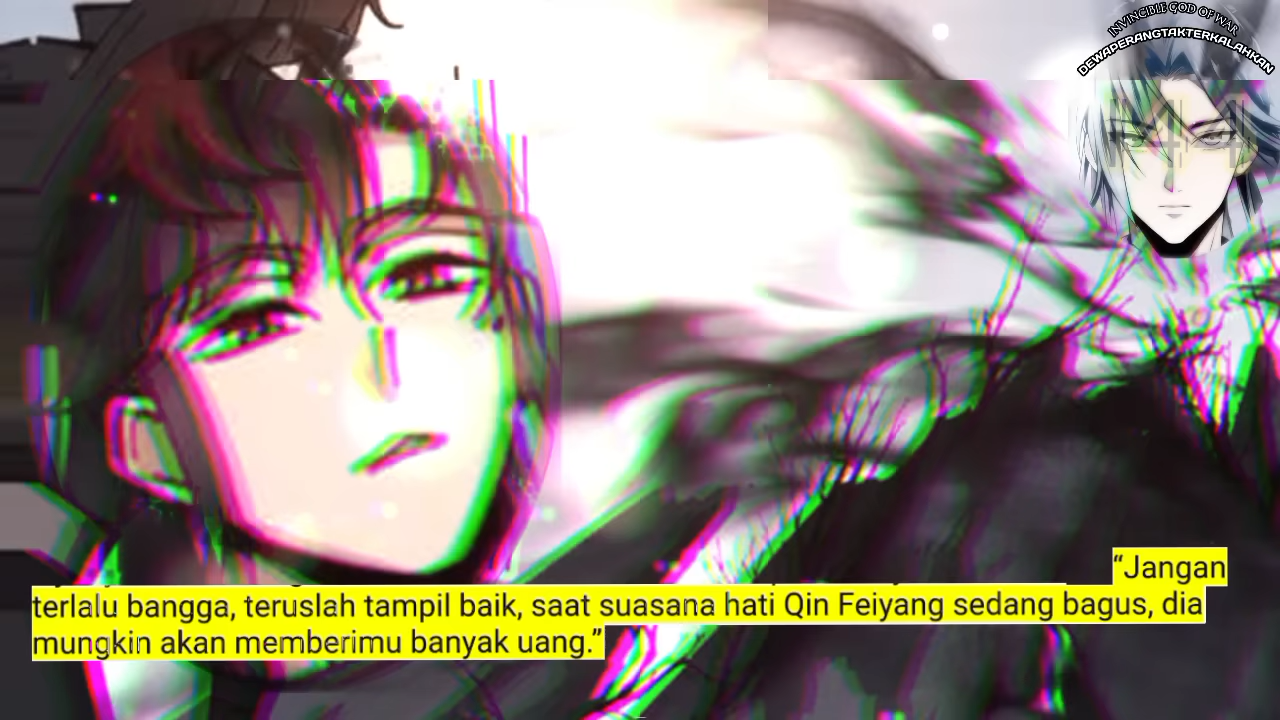 INVINCIBLE GOD OF WAR
DEWAPERANGTAKTERKALAHKAN
“Jangan
terlalu bangga, teruslah tampil baik, saat suasana hati Qin Feiyang sedang bagus, dia
mungkin akan memberimu banyak uang.”